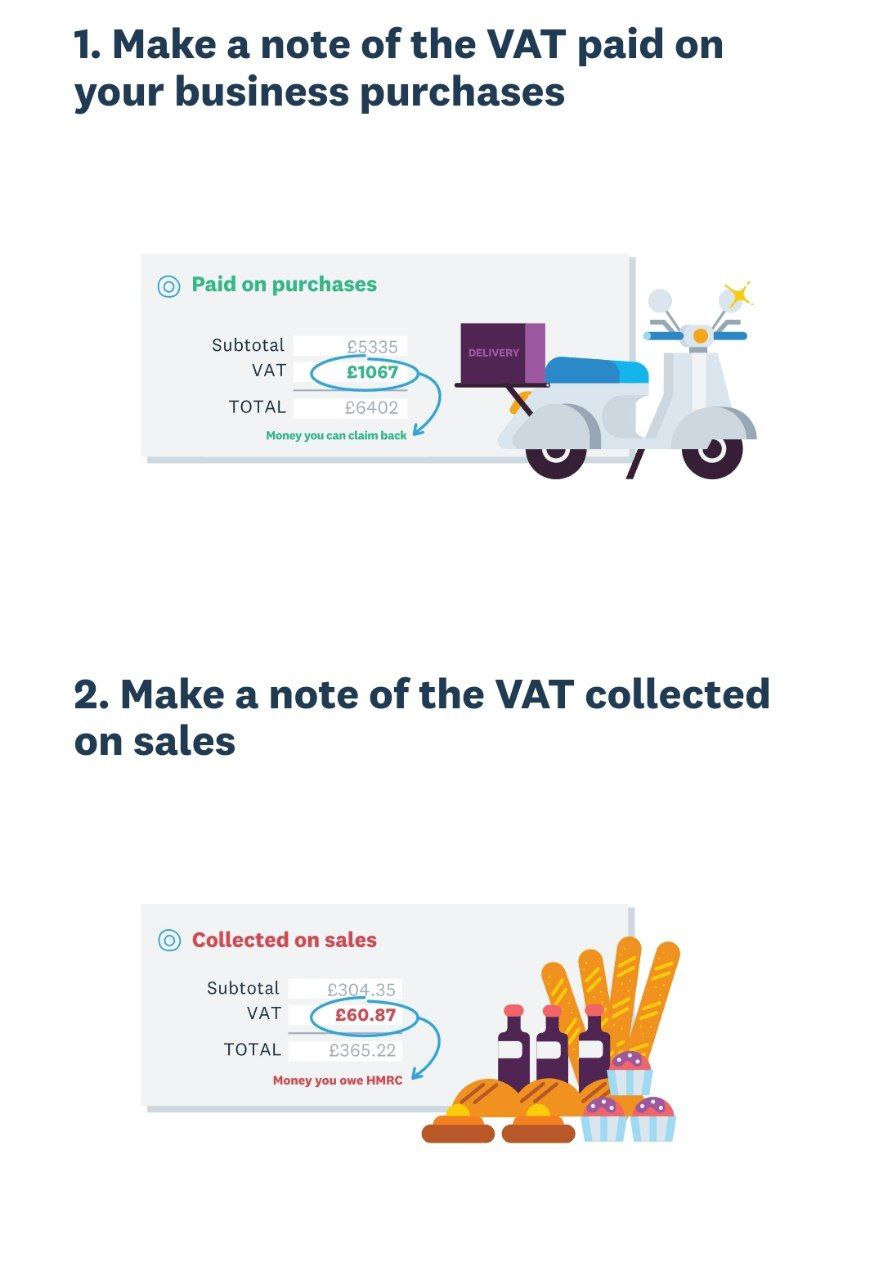 1. Make a note of the VAT paid on
your business purchases
Paid on purchases
Subtotal £5335
VAT £1067
TOTAL £6402
Money you can claim back
DELIVERY
2. Make a note of the VAT collected
on sales
Collected on sales
Subtotal £304.35
VAT £60.87
TOTAL £365.22
Money you owe HMRC